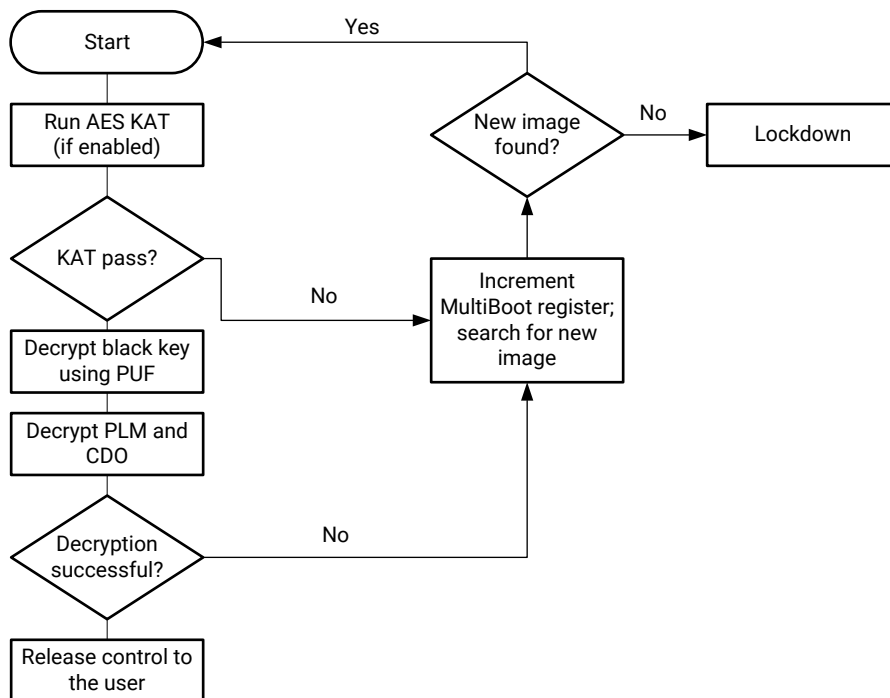 Start
Yes
Run AES KAT
(if enabled)
New image
found?
No
Lockdown
KAT pass?
No
Increment
MultiBoot register;
search for new
image
Decrypt black key
using PUF
Decrypt PLM and
CDO
Decryption
successful?
No
Release control to
the user